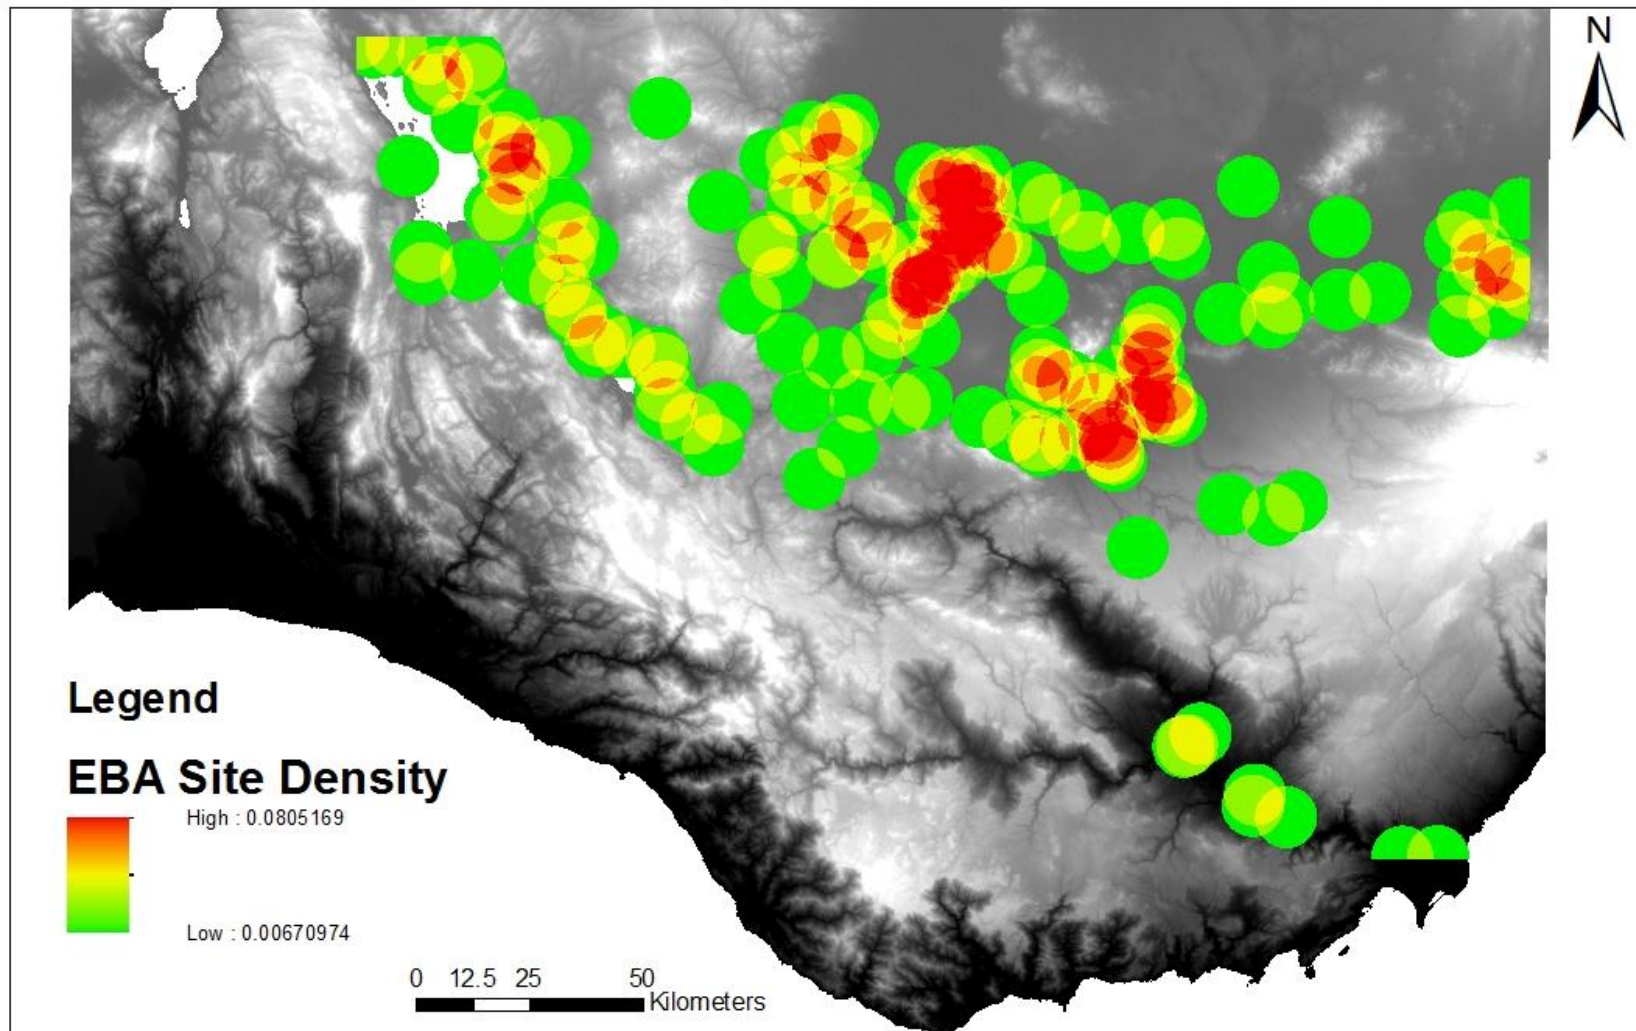 N
Legend
EBA Site Density
High : 0.0805169
Low : 0.00670974
0 12.5 25 50
Kilometers